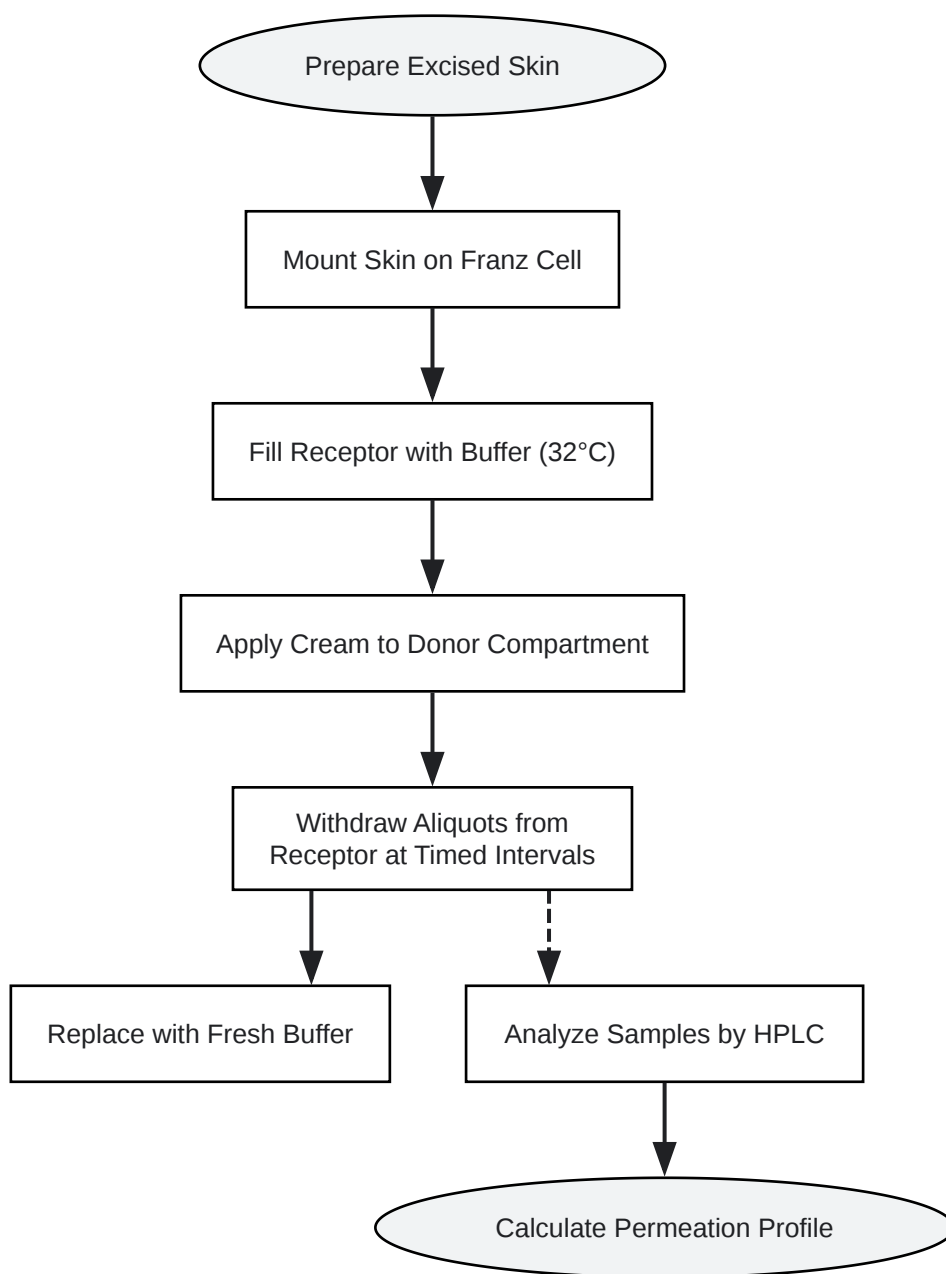 Prepare Excised Skin
Mount Skin on Franz Cell
Fill Receptor with Buffer (32°C)
Apply Cream to Donor Compartment
Withdraw Aliquots from
Receptor at Timed Intervals
Replace with Fresh Buffer
Analyze Samples by HPLC
Calculate Permeation Profile